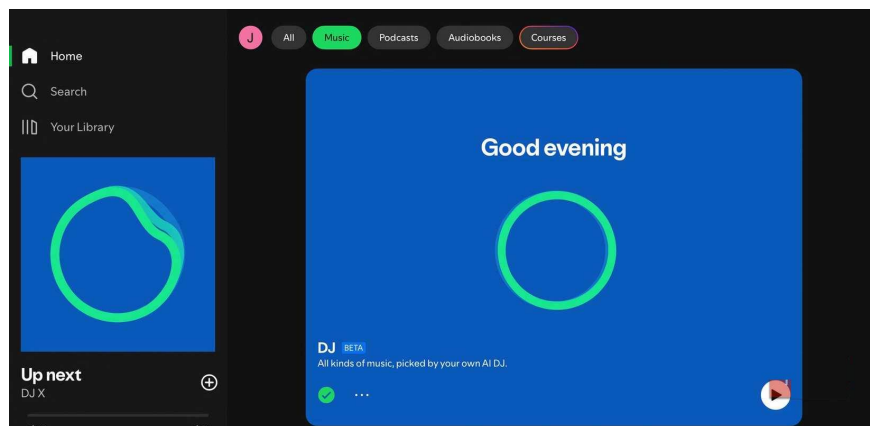 Home
Search
Your Library
Up next
DJ X
J
All
Music
Podcasts
Audiobooks
Courses
Good evening
DJ BETA
All kinds of music, picked by your own AI DJ.